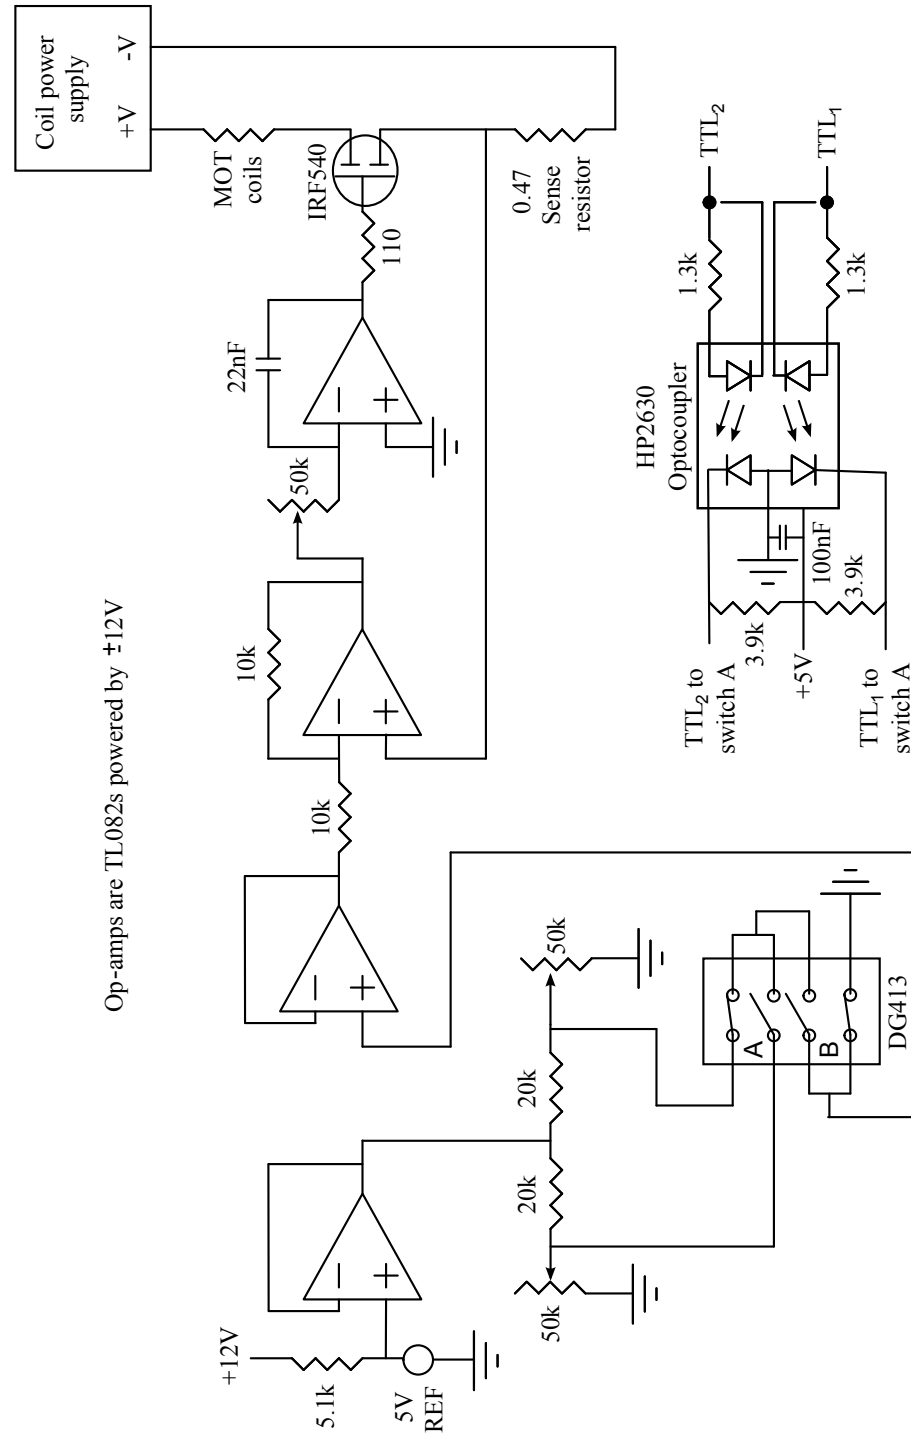 Op-amps are TL082s powered by ±12V
+12V
5.1k
5V
REF
50k
20k
20k
50k
A
B
DG413
10k
10k
50k
22nF
110
IRF540
MOT
coils
Coil power
supply
+V
-V
0.47
Sense
resistor
TTL₂ to
switch A
3.9k
+5V
TTL₁ to
switch A
3.9k
100nF
HP2630
Optocoupler
1.3k
1.3k
TTL₂
TTL₁